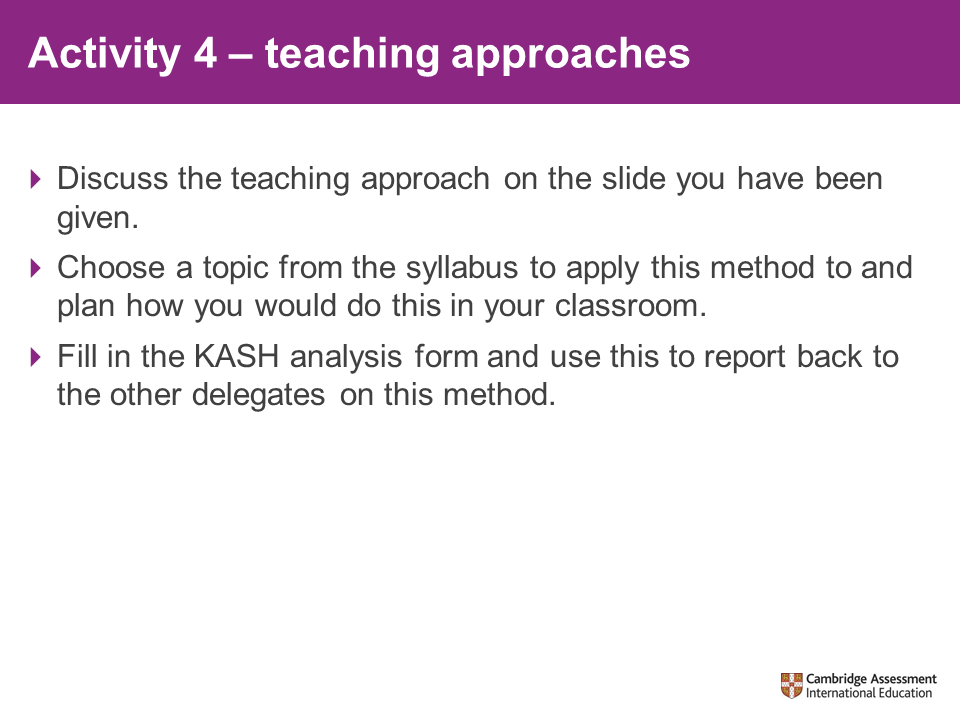 Activity 4 – teaching approaches
Discuss the teaching approach on the slide you have been
given.
Choose a topic from the syllabus to apply this method to and
plan how you would do this in your classroom.
Fill in the KASH analysis form and use this to report back to
the other delegates on this method.
Cambridge Assessment
International Education